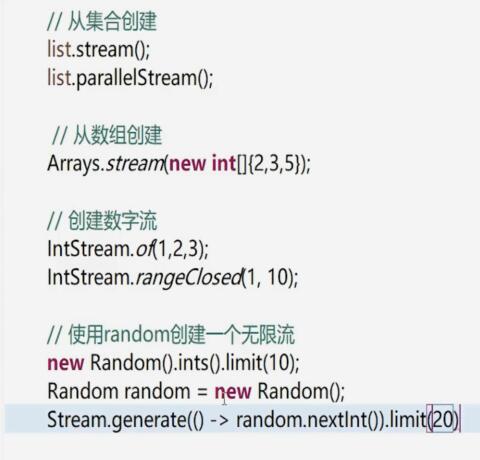 // 从集合创建
list.stream();
list.parallelStream();
// 从数组创建
Arrays.stream(new int[]{2,3,5});
// 创建数字流
IntStream.of(1,2,3);
IntStream.rangeClosed(1, 10);
// 使用random创建一个无限流
new Random().ints().limit(10);
Random random = new Random();
Stream.generate(() -> random.nextInt()).limit(20)